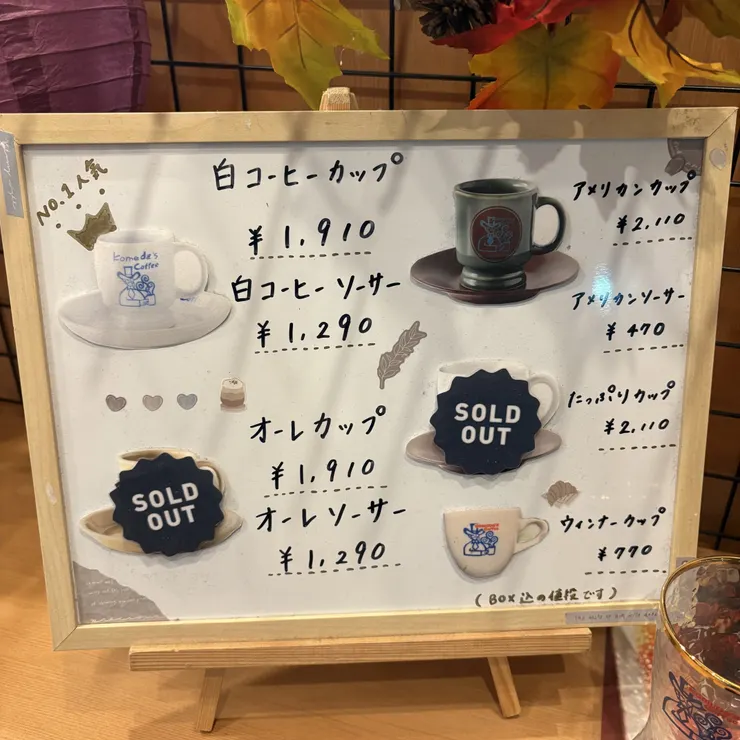 NO.1人気
Komeda's
Coffee
白コーヒーカップ
¥1,910
白コーヒーソーサー
¥1,290
SOLD
OUT
オーレカップ
¥1,910
オーレソーサー
¥1,290
アメリカンカップ
¥2,110
アメリカンソーサー
¥470
SOLD
OUT
たっぷりカップ
¥2,110
ウィンナーカップ
¥770
(BOX込の値段です)